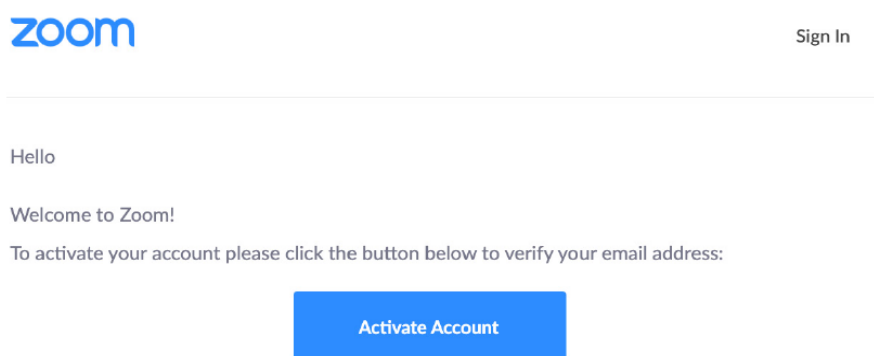 zoom
Sign In
Hello
Welcome to Zoom!
To activate your account please click the button below to verify your email address:
Activate Account